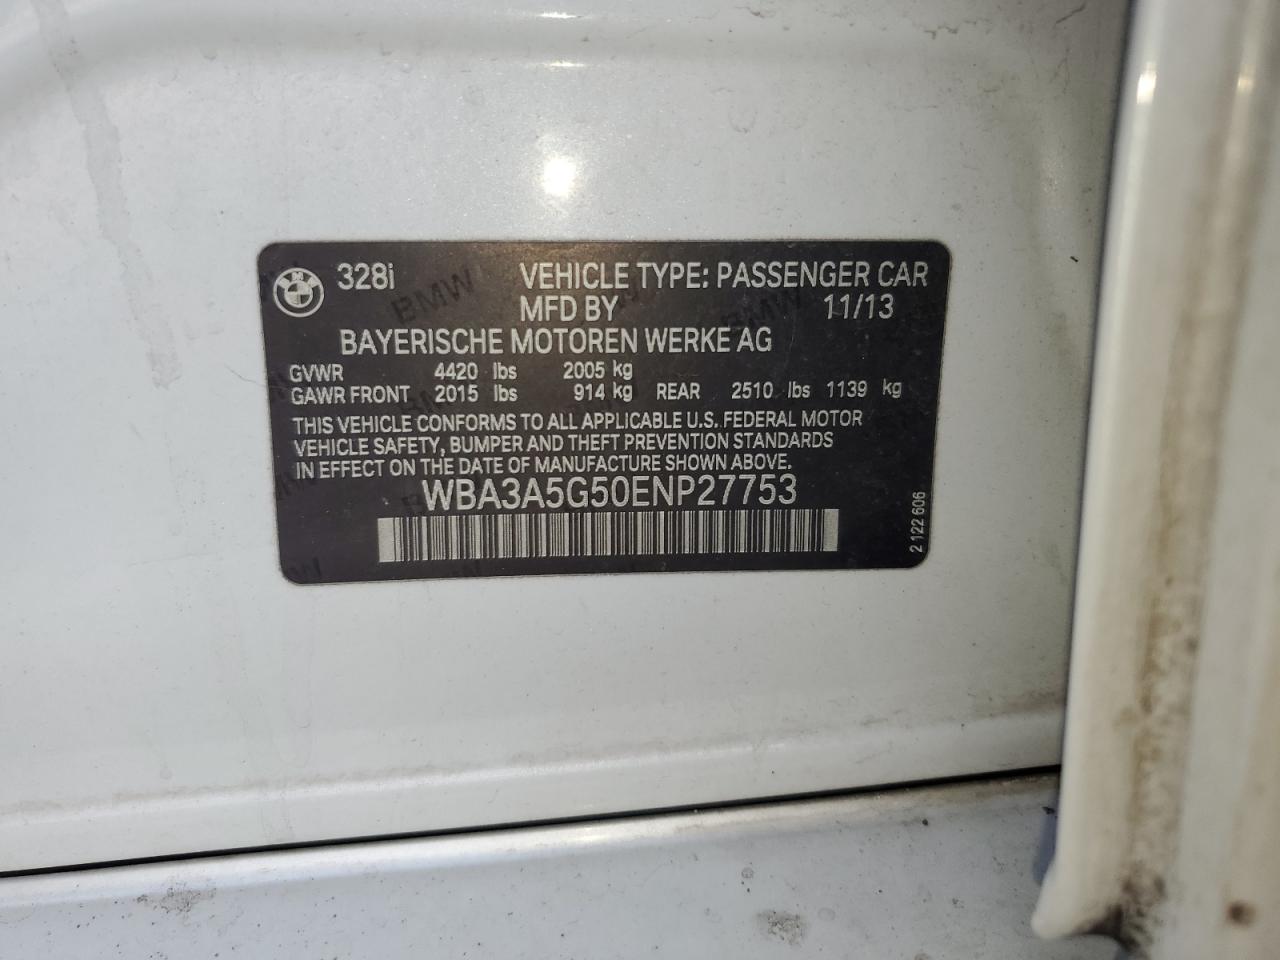 328i VEHICLE TYPE: PASSENGER CAR
MFD BY 11/13
BAYERISCHE MOTOREN WERKE AG
GVWR 4420 lbs 2005 kg
GAWR FRONT 2015 lbs 914 kg REAR 2510 lbs 1139 kg
THIS VEHICLE CONFORMS TO ALL APPLICABLE U.S. FEDERAL MOTOR
VEHICLE SAFETY, BUMPER AND THEFT PREVENTION STANDARDS
IN EFFECT ON THE DATE OF MANUFACTURE SHOWN ABOVE.
WBA3A5G50ENP27753
2 122 606